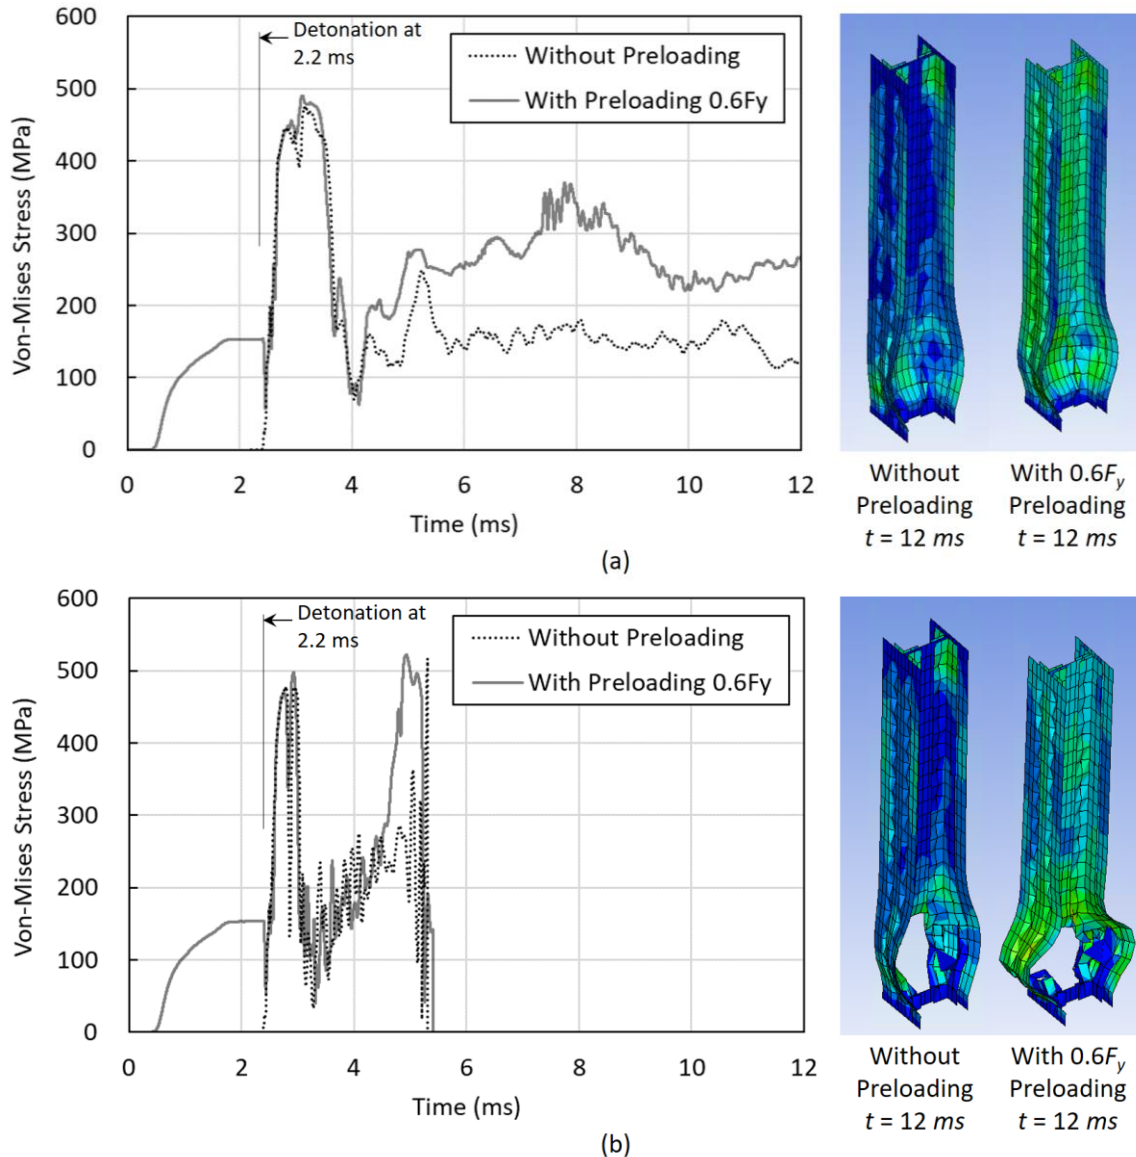 600
500
400
300
200
100
0
Von-Mises Stress (MPa)
Detonation at
2.2 ms
Without Preloading
With Preloading 0.6Fy
0 2 4 6 8 10 12
Time (ms)
Without
Preloading
t = 12 ms
With 0.6Fy
Preloading
t = 12 ms
(a)
600
500
400
300
200
100
0
Von-Mises Stress (MPa)
Detonation at
2.2 ms
Without Preloading
With Preloading 0.6Fy
0 2 4 6 8 10 12
Time (ms)
Without
Preloading
t = 12 ms
With 0.6Fy
Preloading
t = 12 ms
(b)